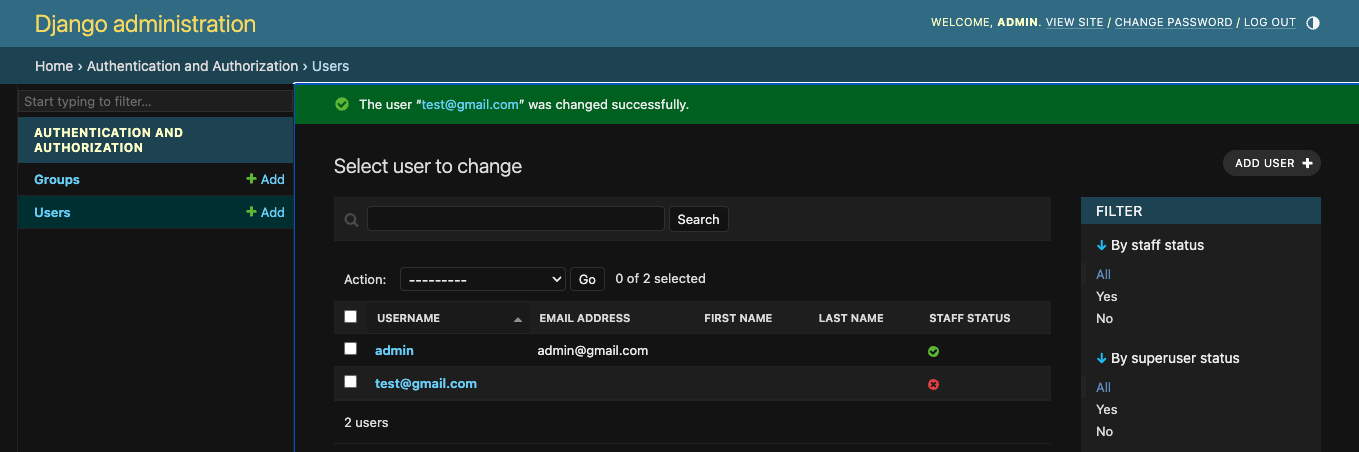 Django administration
WELCOME, ADMIN. VIEW SITE / CHANGE PASSWORD / LOG OUT
Home › Authentication and Authorization › Users
Start typing to filter...
AUTHENTICATION AND
AUTHORIZATION
Groups + Add
Users + Add
The user “test@gmail.com” was changed successfully.
Select user to change
ADD USER +
Search
Action: --------- Go 0 of 2 selected
USERNAME EMAIL ADDRESS FIRST NAME LAST NAME STAFF STATUS
admin admin@gmail.com
test@gmail.com
2 users
FILTER
↓ By staff status
All
Yes
No
↓ By superuser status
All
Yes
No